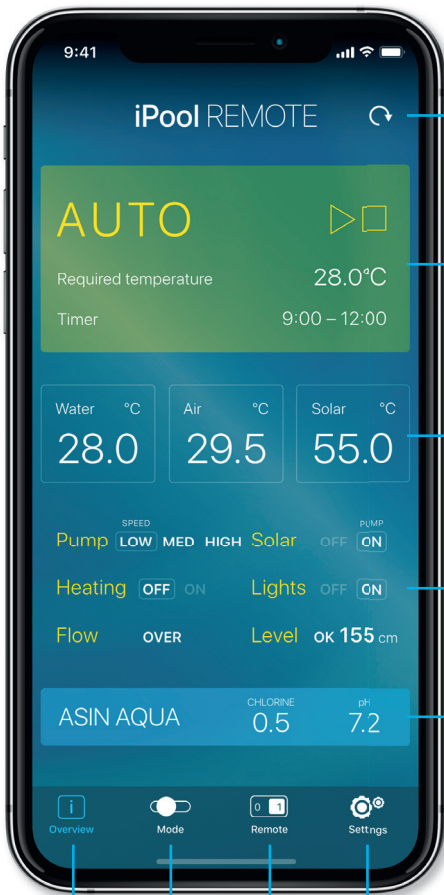 9:41
iPool REMOTE
AUTO
Required temperature 28.0°C
Timer 9:00 – 12:00
Water °C Air °C Solar °C
28.0 29.5 55.0
SPEED PUMP
Pump LOW MED HIGH Solar OFF ON
Heating OFF ON Lights OFF ON
Flow OVER Level OK 155 cm
CHLORINE pH
ASIN AQUA 0.5 7.2
i 0 1
Overview Mode Remote Settngs